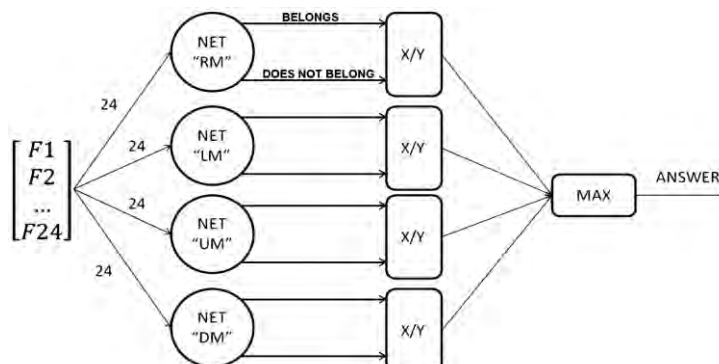 BELONGS
NET
"RM"
X/Y
DOES NOT BELONG
24
F1
F2
...
F24
24
NET
"LM"
X/Y
MAX
ANSWER
24
NET
"UM"
X/Y
24
NET
"DM"
X/Y